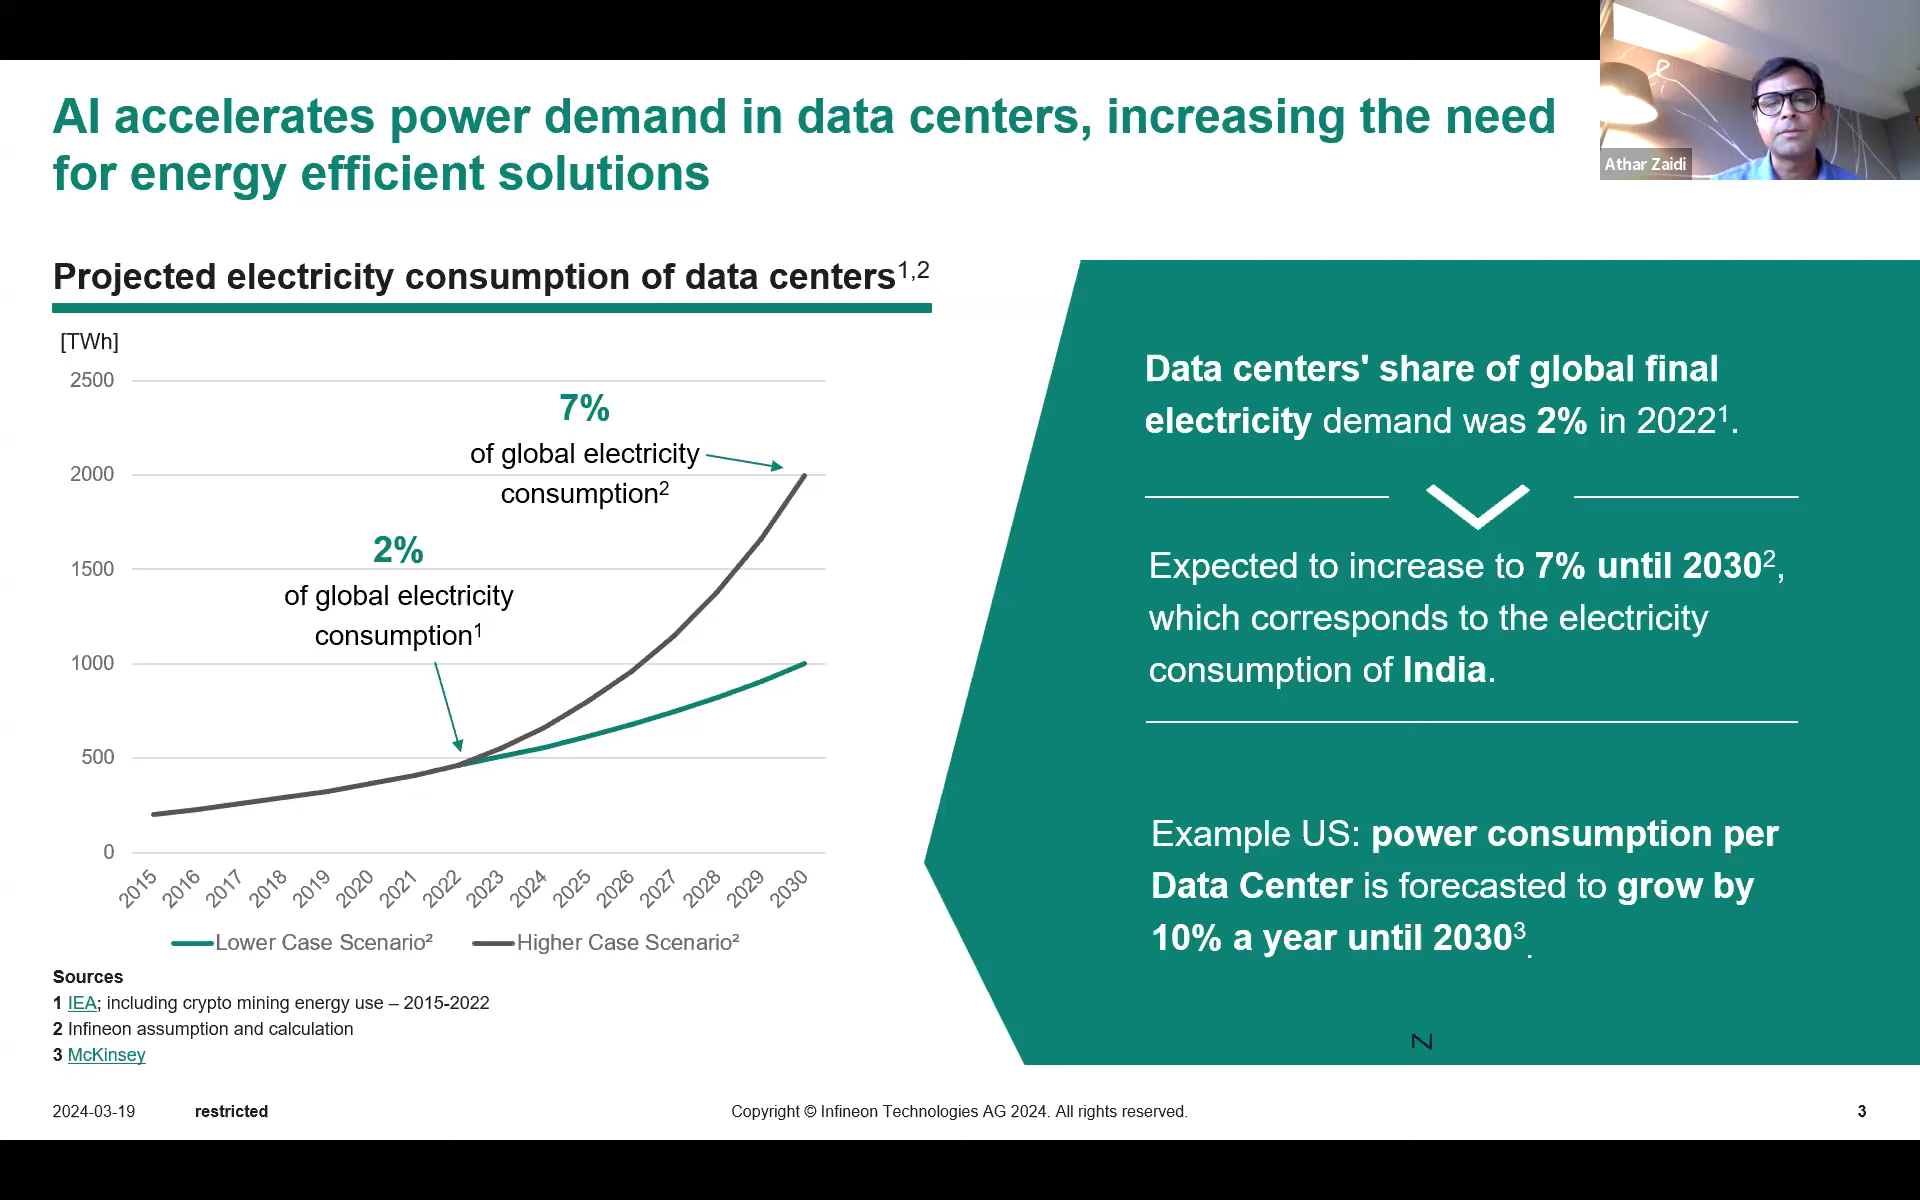 AI accelerates power demand in data centers, increasing the need
for energy efficient solutions
Athar Zaidi
Projected electricity consumption of data centers¹,²
[TWh]
2500
2000
1500
1000
500
0
7%
of global electricity
consumption²
2%
of global electricity
consumption¹
2015
2016
2017
2018
2019
2020
2021
2022
2023
2024
2025
2026
2027
2028
2029
2030
Lower Case Scenario²
Higher Case Scenario²
Sources
1 IEA; including crypto mining energy use – 2015-2022
2 Infineon assumption and calculation
3 McKinsey
Data centers' share of global final
electricity demand was 2% in 2022¹.
Expected to increase to 7% until 2030²,
which corresponds to the electricity
consumption of India.
Example US: power consumption per
Data Center is forecasted to grow by
10% a year until 2030³.
N
2024-03-19
restricted
Copyright © Infineon Technologies AG 2024. All rights reserved.
3